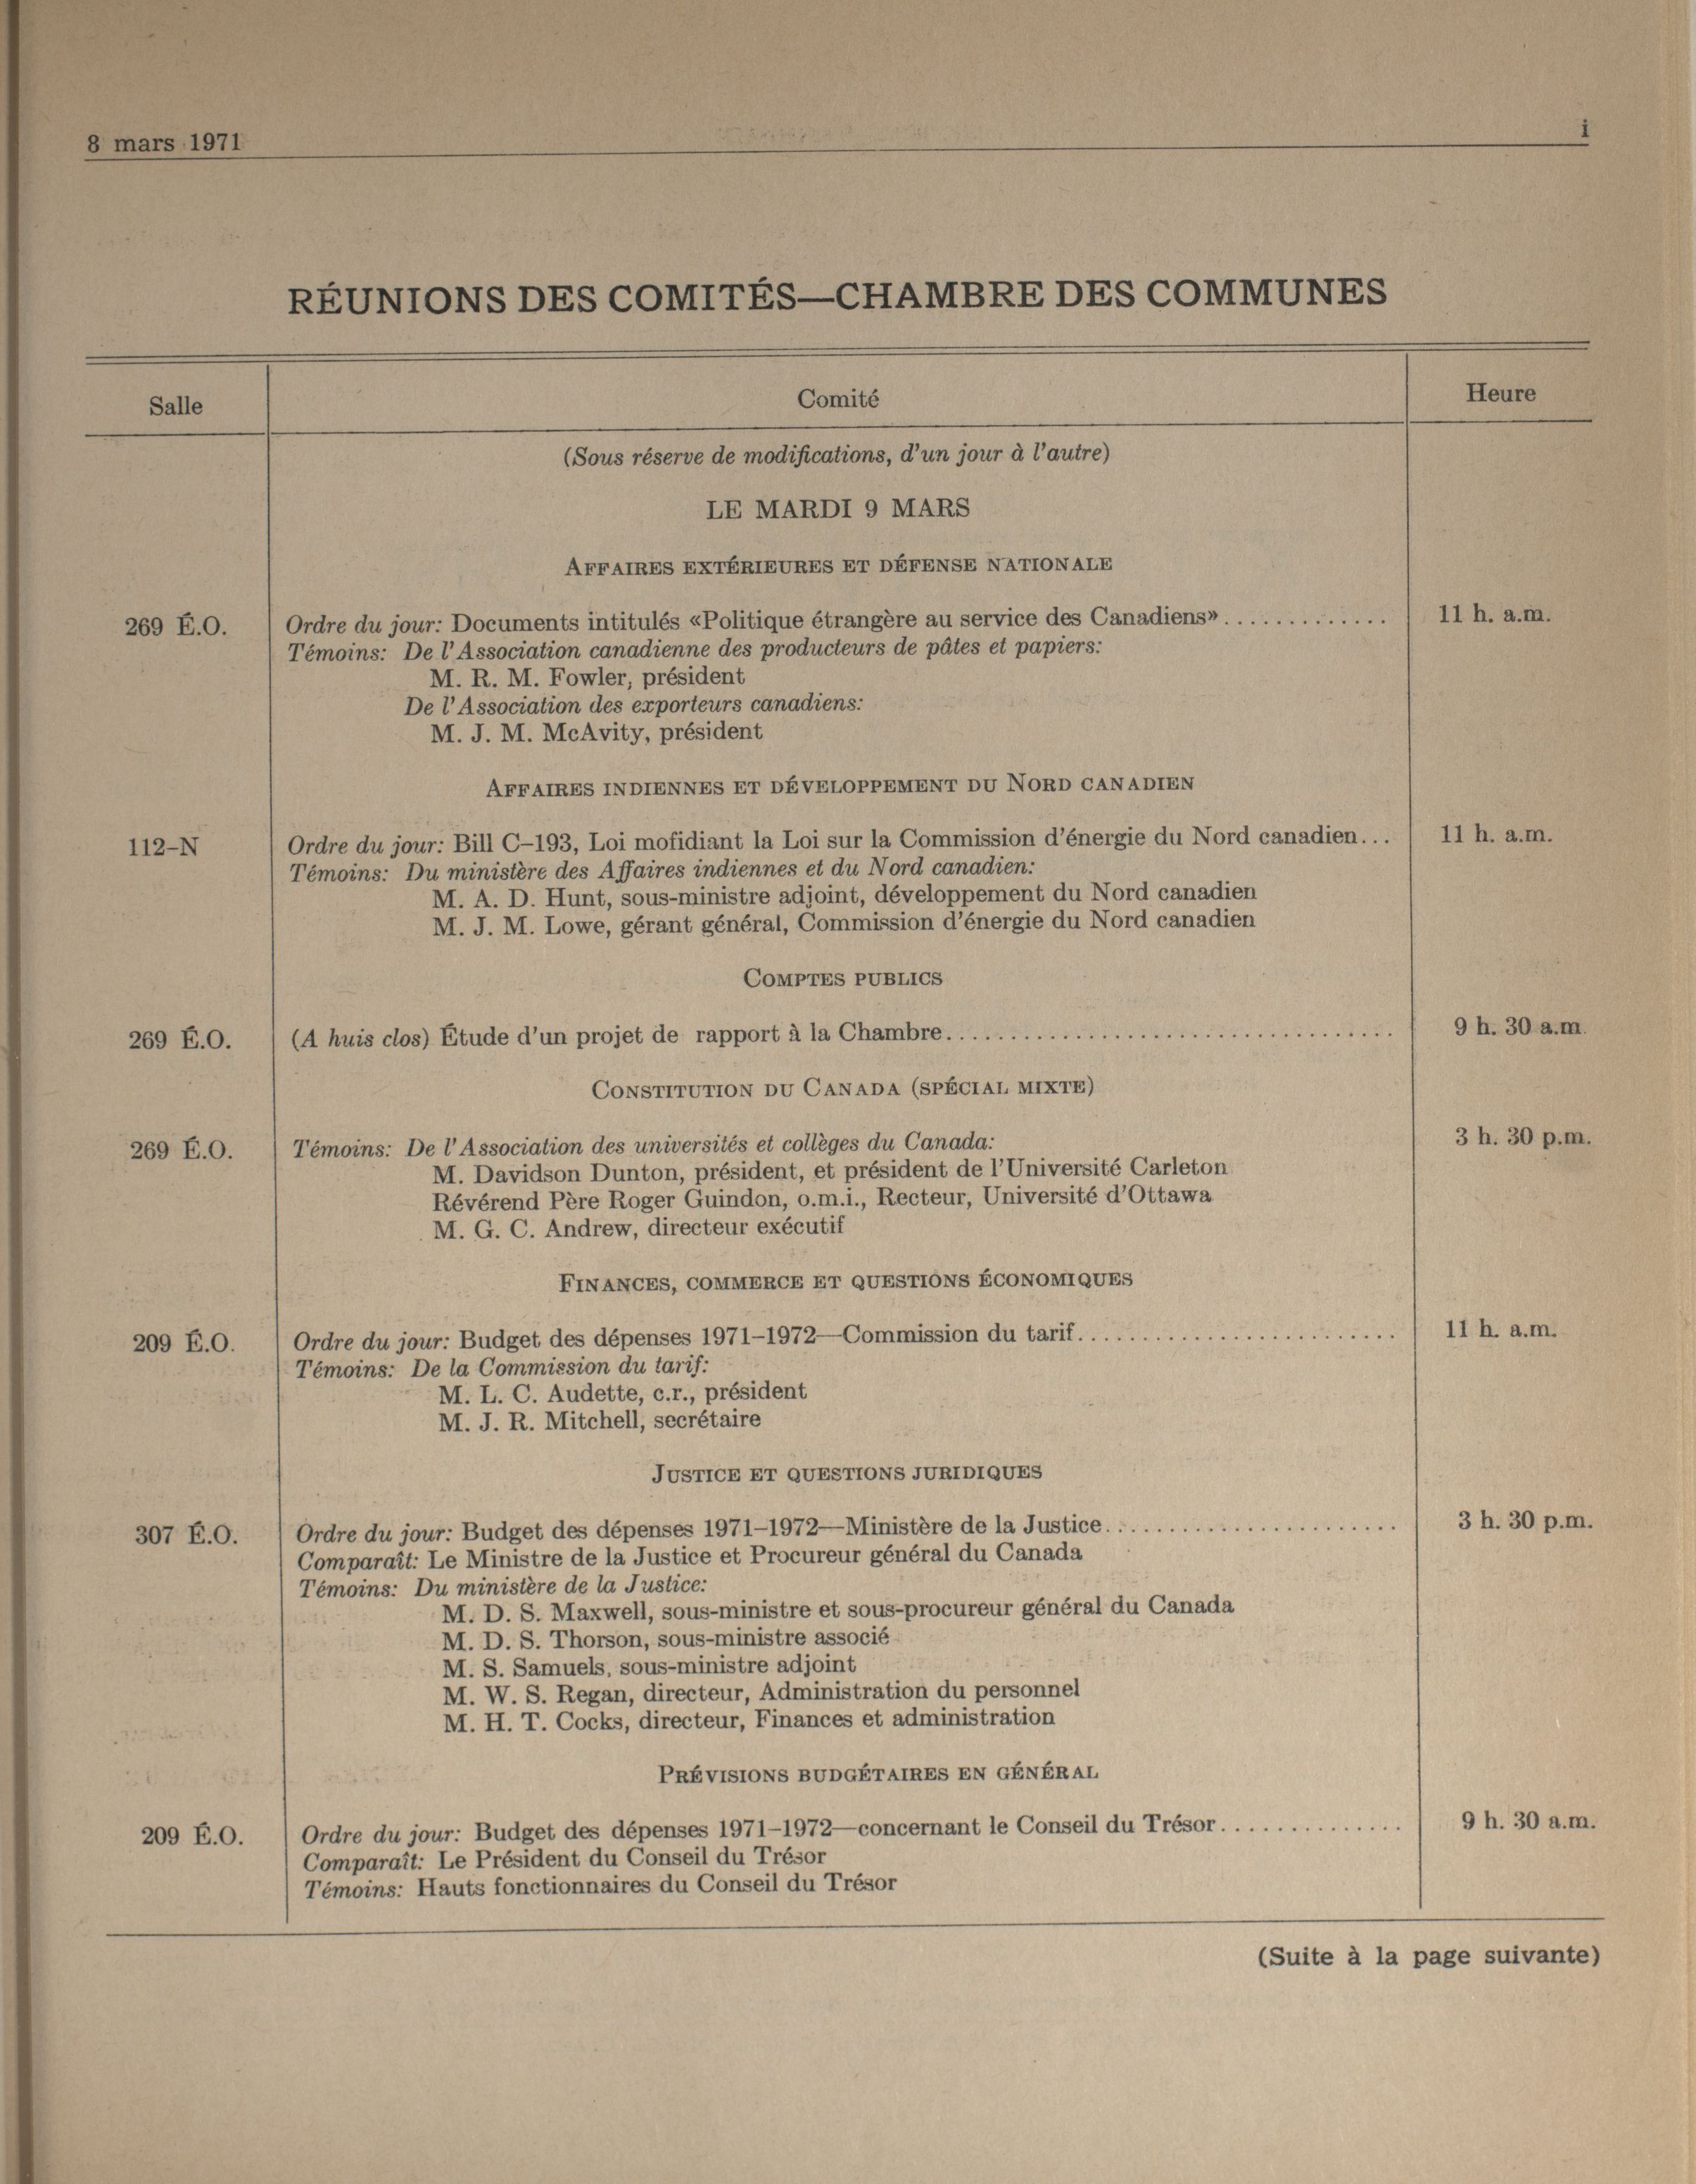 8 mars 1971 i
RÉUNIONS DES COMITÉS—CHAMBRE DES COMMUNES
Salle Comité Heure
(Sous réserve de modifications, d'un jour à l'autre)
LE MARDI 9 MARS
AFFAIRES EXTÉRIEURES ET DÉFENSE NATIONALE
269 É.O. Ordre du jour: Documents intitulés «Politique étrangère au service des Canadiens»............. 11 h. a.m.
Témoins: De l'Association canadienne des producteurs de pâtes et papiers:
M. R. M. Fowler, président
De l'Association des exporteurs canadiens:
M. J. M. McAvity, président
AFFAIRES INDIENNES ET DÉVELOPPEMENT DU NORD CANADIEN
112–N Ordre du jour: Bill C–193, Loi mofidiant la Loi sur la Commission d'énergie du Nord canadien... 11 h. a.m.
Témoins: Du ministère des Affaires indiennes et du Nord canadien:
M. A. D. Hunt, sous-ministre adjoint, développement du Nord canadien
M. J. M. Lowe, gérant général, Commission d'énergie du Nord canadien
COMPTES PUBLICS
269 É.O. (A huis clos) Étude d'un projet de rapport à la Chambre.................................... 9 h. 30 a.m.
CONSTITUTION DU CANADA (SPÉCIAL MIXTE)
269 É.O. Témoins: De l'Association des universités et collèges du Canada: 3 h. 30 p.m.
M. Davidson Dunton, président, et président de l'Université Carleton
Révérend Père Roger Guindon, o.m.i., Recteur, Université d'Ottawa
M. G. C. Andrew, directeur exécutif
FINANCES, COMMERCE ET QUESTIONS ÉCONOMIQUES
209 É.O. Ordre du jour: Budget des dépenses 1971–1972—Commission du tarif......................... 11 h. a.m.
Témoins: De la Commission du tarif:
M. L. C. Audette, c.r., président
M. J. R. Mitchell, secrétaire
JUSTICE ET QUESTIONS JURIDIQUES
307 É.O. Ordre du jour: Budget des dépenses 1971–1972—Ministère de la Justice....................... 3 h. 30 p.m.
Comparaît: Le Ministre de la Justice et Procureur général du Canada
Témoins: Du ministère de la Justice:
M. D. S. Maxwell, sous-ministre et sous-procureur général du Canada
M. D. S. Thorson, sous-ministre associé
M. S. Samuels, sous-ministre adjoint
M. W. S. Regan, directeur, Administration du personnel
M. H. T. Cocks, directeur, Finances et administration
PRÉVISIONS BUDGÉTAIRES EN GÉNÉRAL
209 É.O. Ordre du jour: Budget des dépenses 1971–1972—concernant le Conseil du Trésor............... 9 h. 30 a.m.
Comparaît: Le Président du Conseil du Trésor
Témoins: Hauts fonctionnaires du Conseil du Trésor
(Suite à la page suivante)